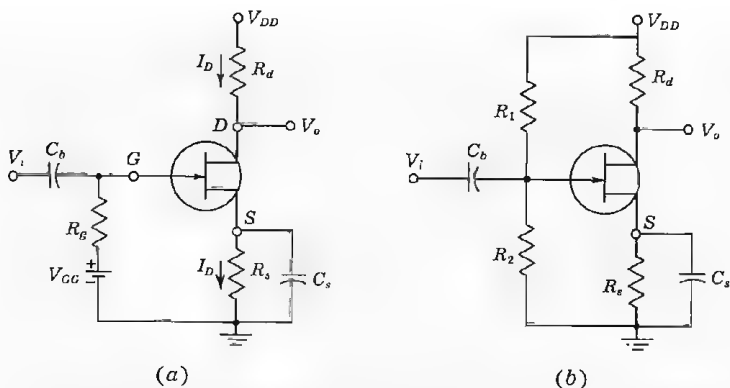 V_DD
I_D
R_d
D
V_o
V_i
C_b
G
R_g
V_GG
+
-
S
I_D
R_s
C_s
(a)
V_DD
R_d
R_1
V_o
V_i
C_b
S
R_2
R_s
C_s
(b)